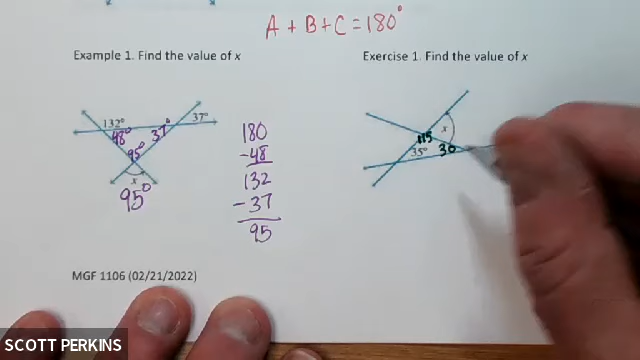 A + B + C = 180°
Example 1. Find the value of x
132°
37°
48°
37°
95°
x
95°
180
-48
132
-37
95
Exercise 1. Find the value of x
115
x
35°
30
MGF 1106 (02/21/2022)
SCOTT PERKINS